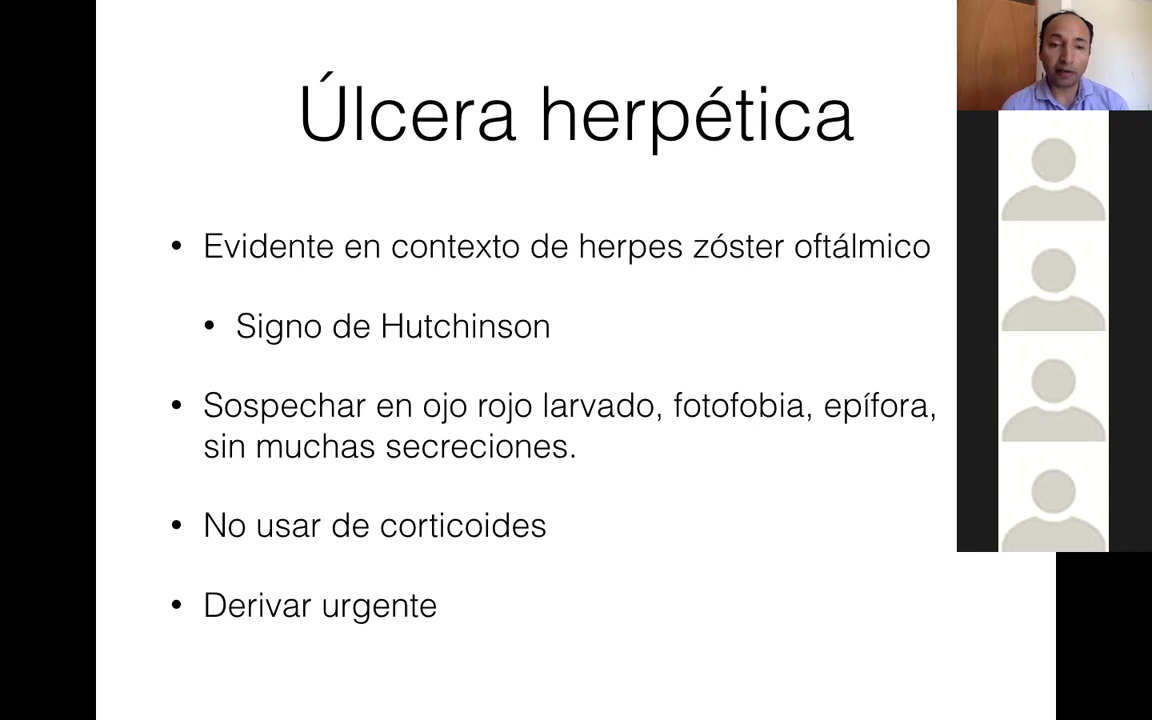 Úlcera herpética
• Evidente en contexto de herpes zóster oftálmico
• Signo de Hutchinson
• Sospechar en ojo rojo larvado, fotofobia, epífora,
sin muchas secreciones.
• No usar de corticoides
• Derivar urgente